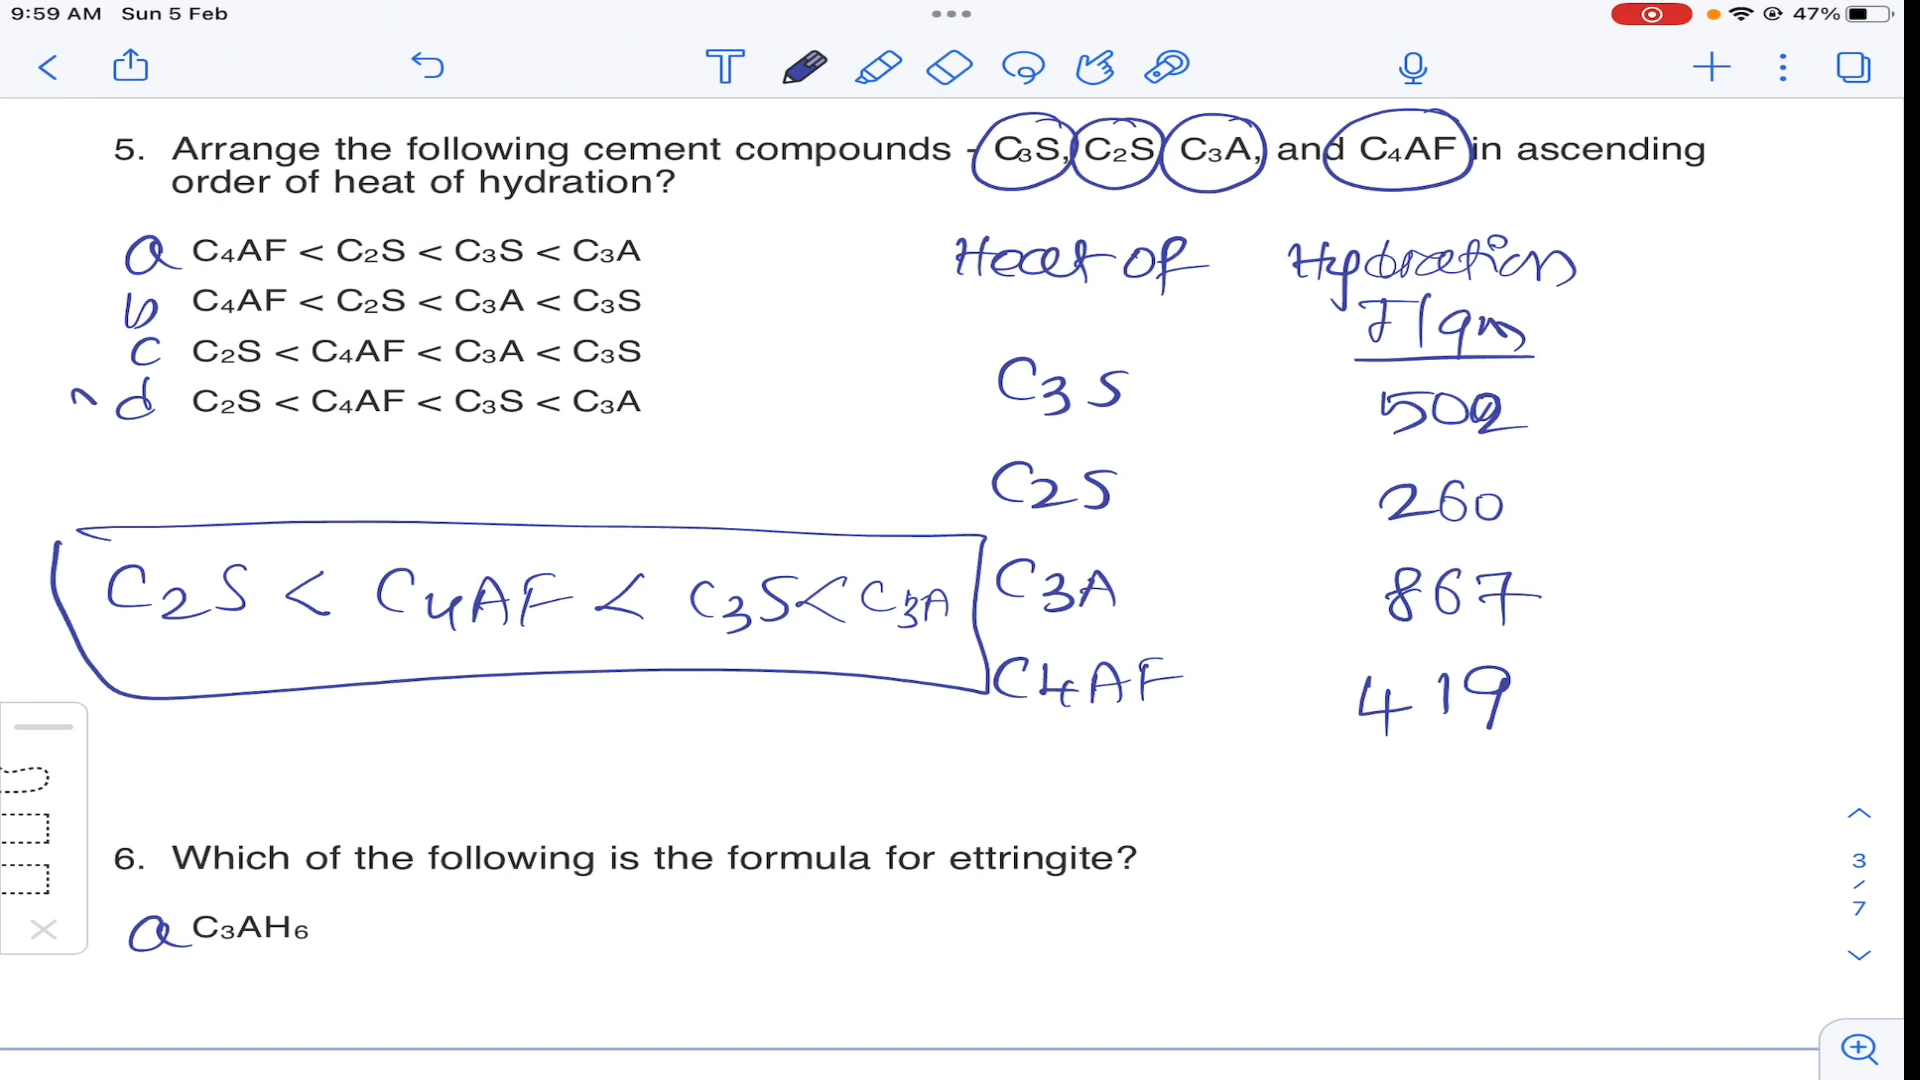 9:59 AM Sun 5 Feb
47%
5. Arrange the following cement compounds - C3S, C2S, C3A, and C4AF in ascending
order of heat of hydration?
a C4AF < C2S < C3S < C3A
b C4AF < C2S < C3A < C3S
c C2S < C4AF < C3A < C3S
d C2S < C4AF < C3S < C3A
Heat of Hydration
J/gm
C3S 502
C2S 260
C3A 867
C4AF 419
C2S < C4AF < C3S < C3A
6. Which of the following is the formula for ettringite?
a C3AH6
3
/
7